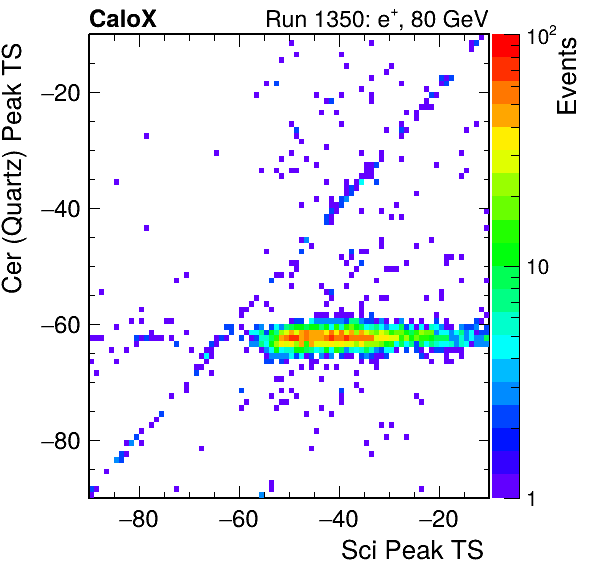 CaloX Run 1350: e⁺, 80 GeV
Cer (Quartz) Peak TS
−20
−40
−60
−80
−80 −60 −40 −20
Sci Peak TS
10²
10
1
Events